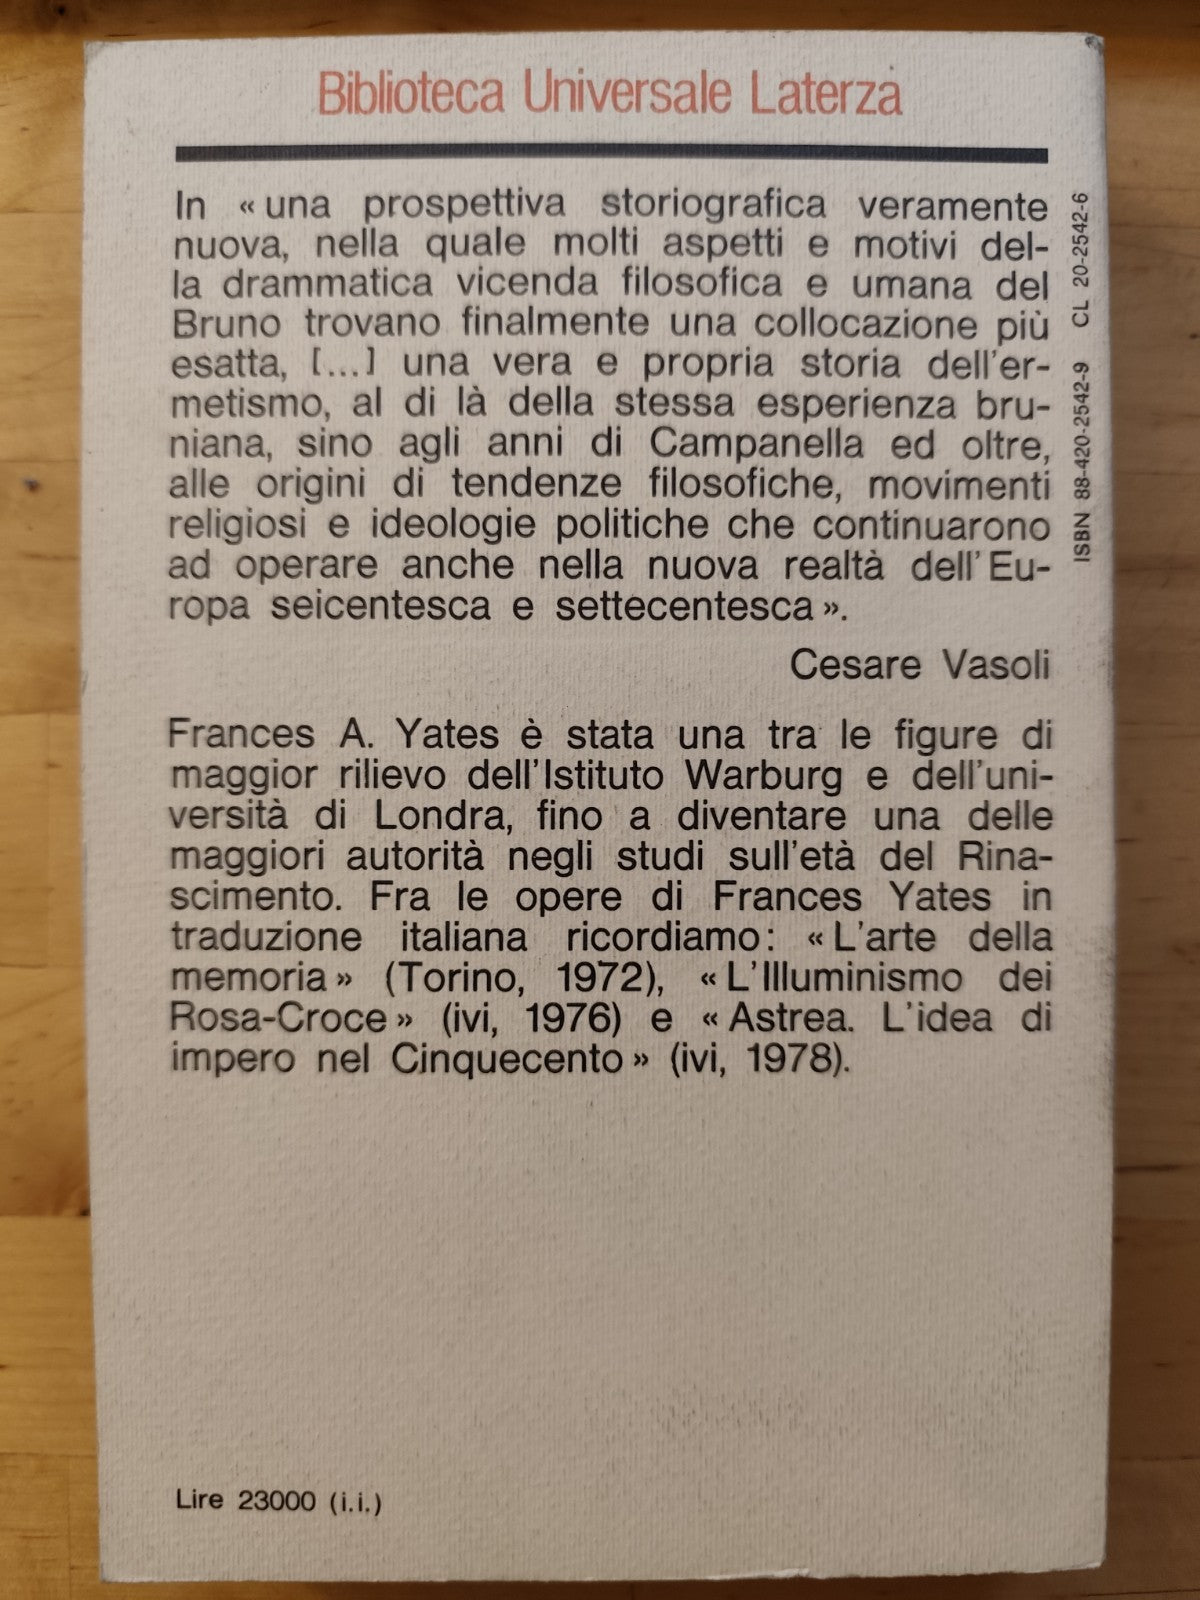 Biblioteca Universale Laterza
In « una prospettiva storiografica veramente
nuova, nella quale molti aspetti e motivi del-
la drammatica vicenda filosofica e umana del
Bruno trovano finalmente una collocazione più
esatta, [...] una vera e propria storia dell'er-
metismo, al di là della stessa esperienza bru-
niana, sino agli anni di Campanella ed oltre,
alle origini di tendenze filosofiche, movimenti
religiosi e ideologie politiche che continuarono
ad operare anche nella nuova realtà dell'Eu-
ropa seicentesca e settecentesca ».
Cesare Vasoli
Frances A. Yates è stata una tra le figure di
maggior rilievo dell'Istituto Warburg e dell'uni-
versità di Londra, fino a diventare una delle
maggiori autorità negli studi sull'età del Rina-
scimento. Fra le opere di Frances Yates in
traduzione italiana ricordiamo: « L'arte della
memoria » (Torino, 1972), « L'Illuminismo dei
Rosa-Croce » (ivi, 1976) e « Astrea. L'idea di
impero nel Cinquecento » (ivi, 1978).
Lire 23000 (i.i.)
ISBN 88-420-2542-9 CL 20-2542-6